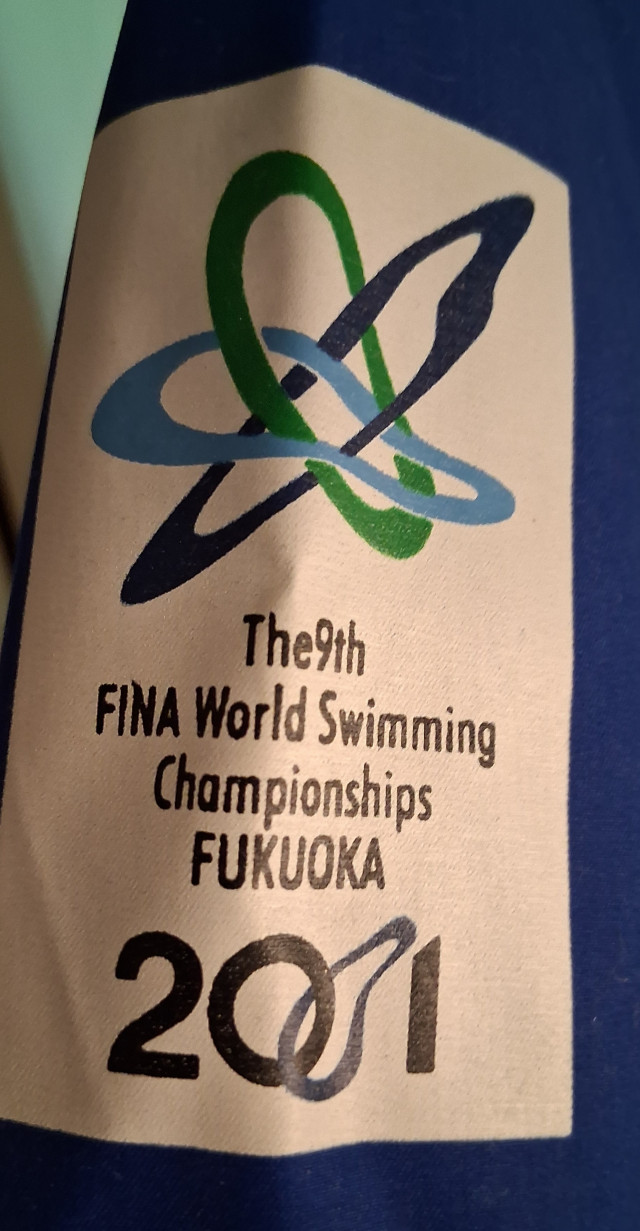 The9th
FINA World Swimming
Championships
FUKUOKA
2001